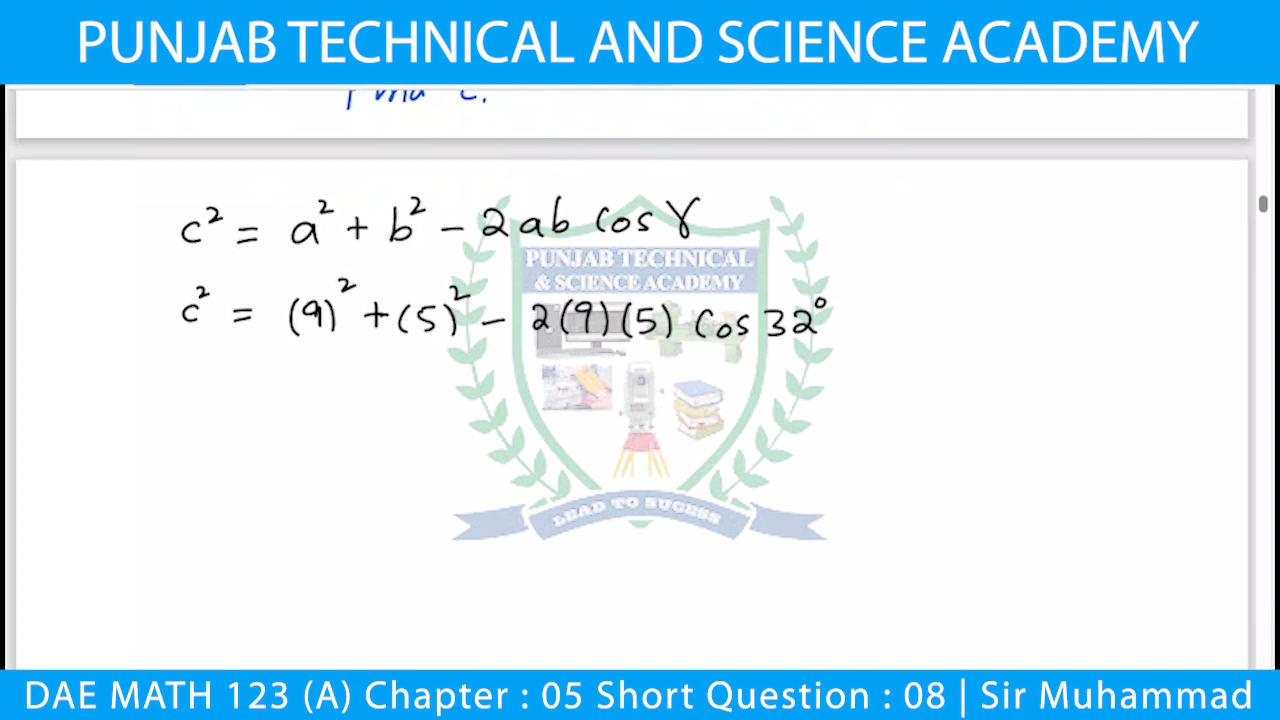 PUNJAB TECHNICAL AND SCIENCE ACADEMY
c.
c² = a² + b² - 2ab cos γ
PUNJAB TECHNICAL
& SCIENCE ACADEMY
c² = (9)² + (5)² - 2(9)(5) Cos 32°
LEAD TO SUCESS
DAE MATH 123 (A) Chapter : 05 Short Question : 08 | Sir Muhammad